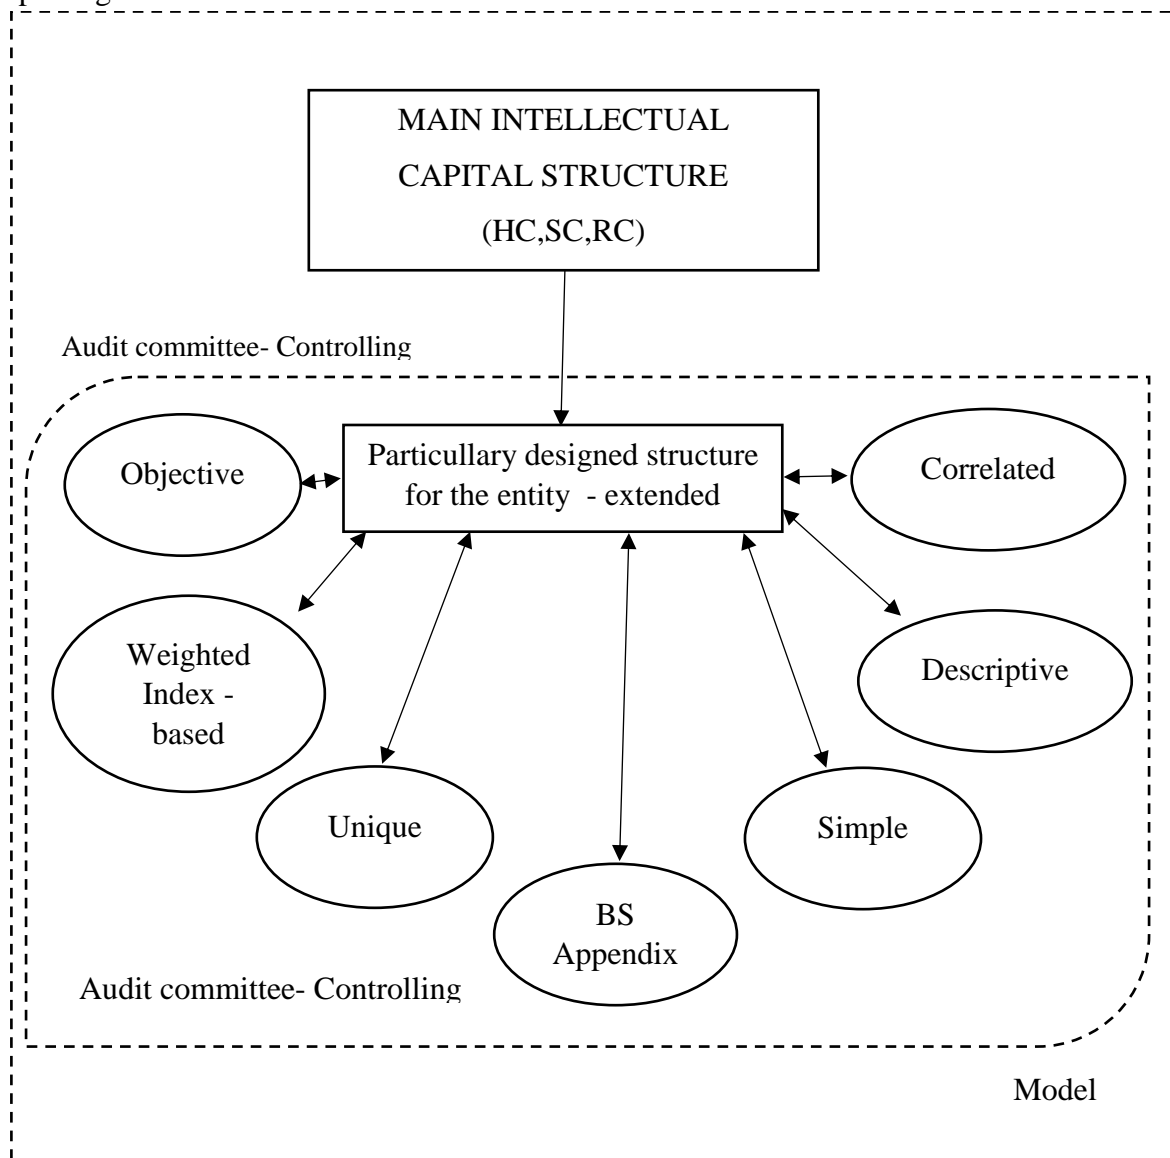 MAIN INTELLECTUAL
CAPITAL STRUCTURE
(HC,SC,RC)
Audit committee- Controlling
Objective
Particullary designed structure
for the entity - extended
Correlated
Weighted
Index -
based
Descriptive
Unique
Simple
BS
Appendix
Audit committee- Controlling
Model